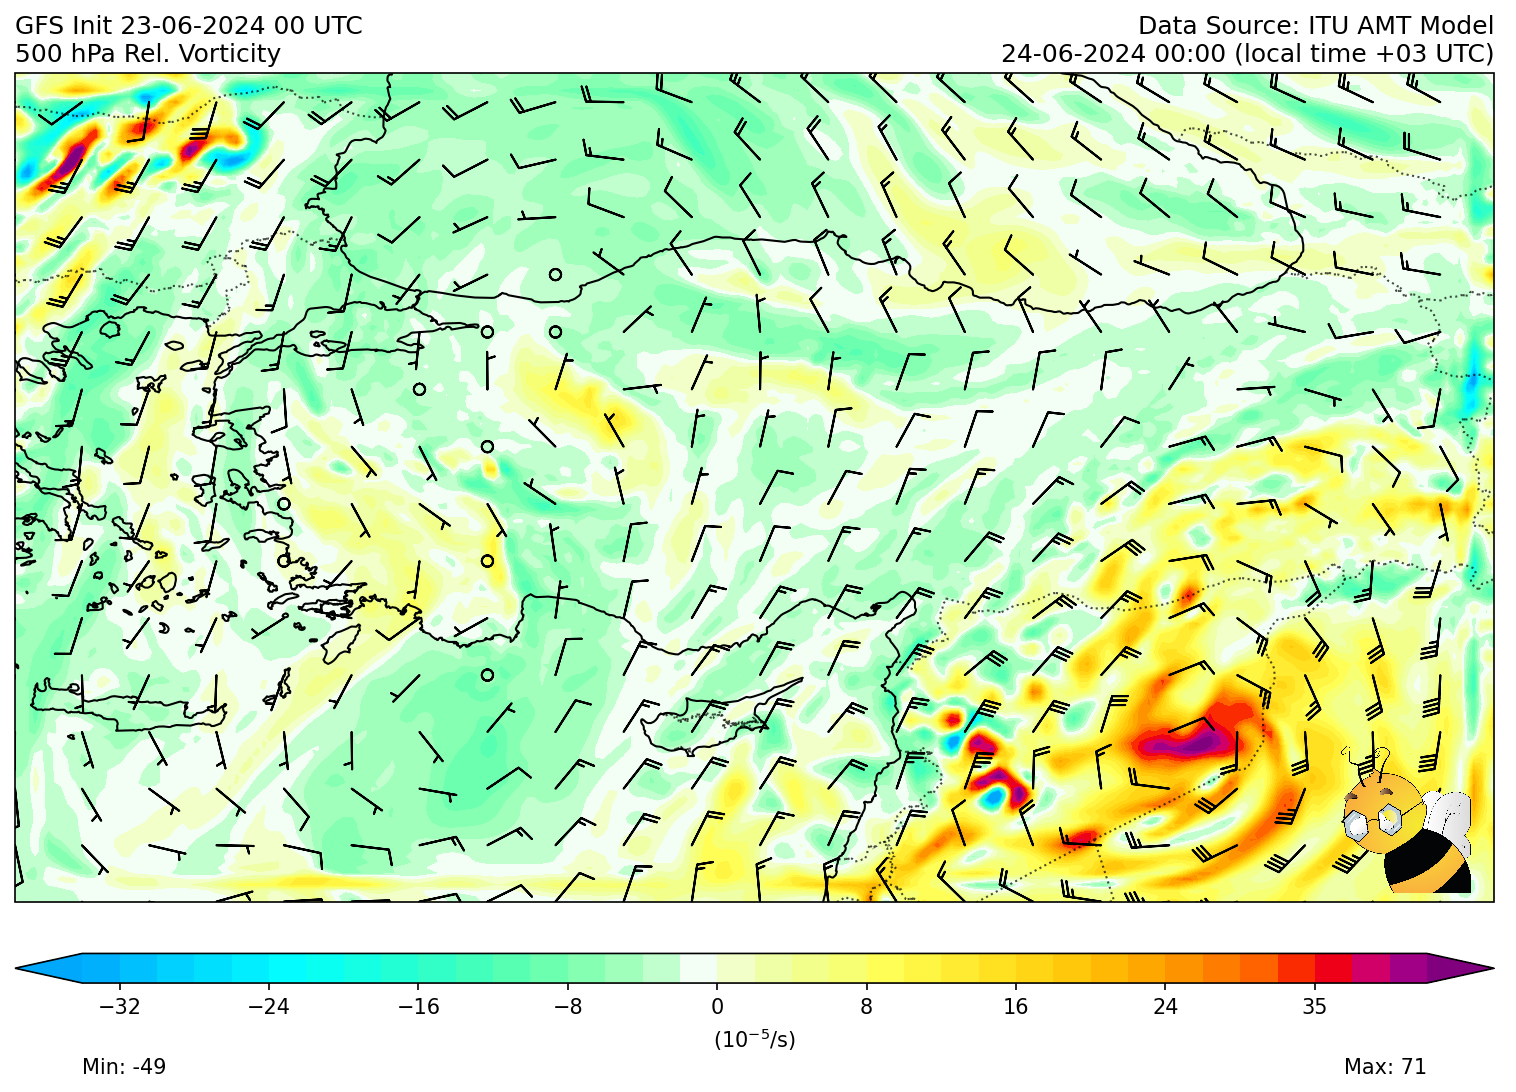 GFS Init 23-06-2024 00 UTC
Data Source: ITU AMT Model
500 hPa Rel. Vorticity
24-06-2024 00:00 (local time +03 UTC)
−32 −24 −16 −8 0 8 16 24 35
(10⁻⁵/s)
Min: -49
Max: 71